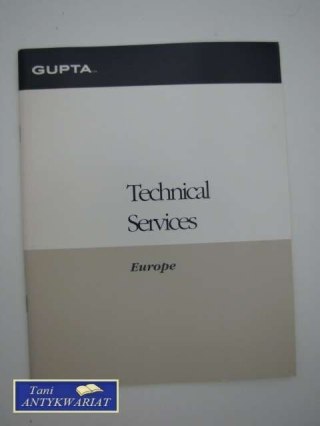 GUPTA
Technical
Services
Europe
Tani
ANTYKWARIAT